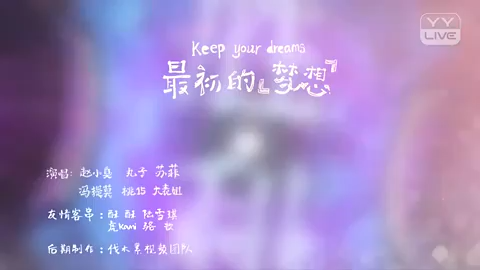 YY
LIVE
Keep your dreams
最初的『梦想』
演唱: 赵小臭 丸子 苏菲
冯提莫 桃15 大表姐
友情客串: 酥酥 陆雪琪
后期制作: 伐木累视频团队